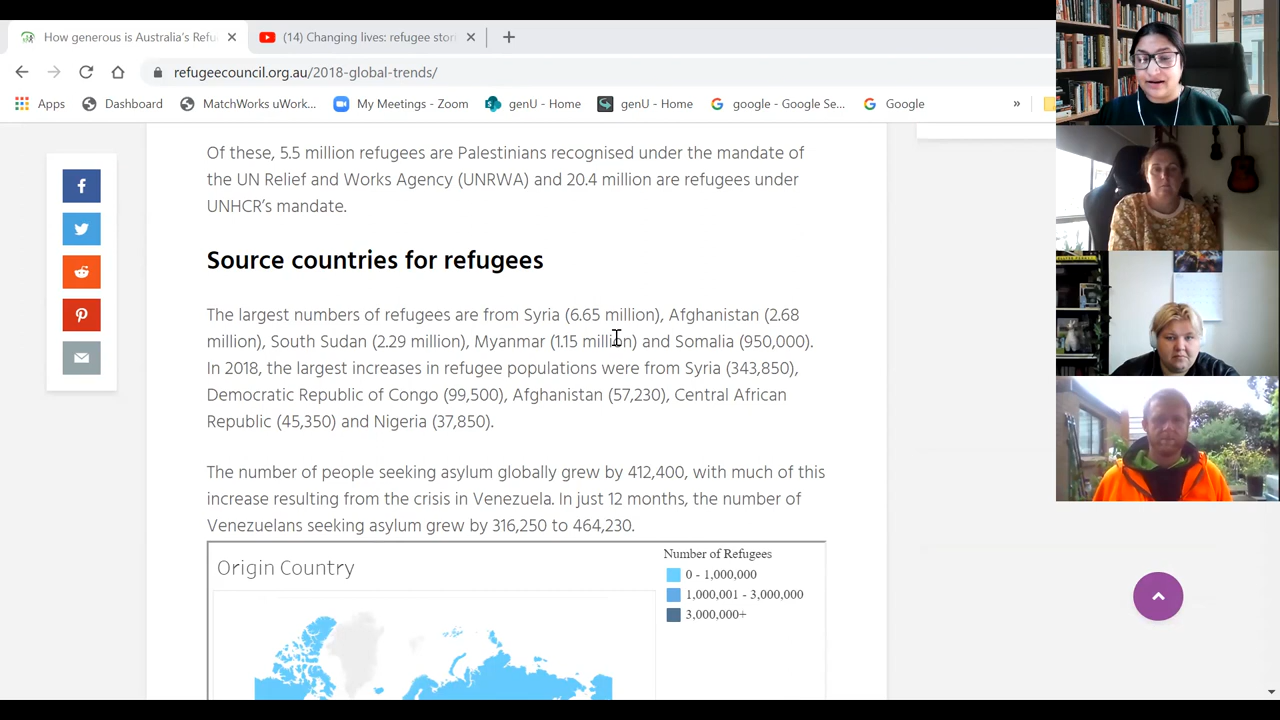 How generous is Australia's Refu
(14) Changing lives: refugee stor
refugeecouncil.org.au/2018-global-trends/
Apps
Dashboard
MatchWorks uWork...
My Meetings - Zoom
genU - Home
genU - Home
google - Google Se...
Google
»
Of these, 5.5 million refugees are Palestinians recognised under the mandate of
the UN Relief and Works Agency (UNRWA) and 20.4 million are refugees under
UNHCR's mandate.
Source countries for refugees
The largest numbers of refugees are from Syria (6.65 million), Afghanistan (2.68
million), South Sudan (2.29 million), Myanmar (1.15 million) and Somalia (950,000).
In 2018, the largest increases in refugee populations were from Syria (343,850),
Democratic Republic of Congo (99,500), Afghanistan (57,230), Central African
Republic (45,350) and Nigeria (37,850).
The number of people seeking asylum globally grew by 412,400, with much of this
increase resulting from the crisis in Venezuela. In just 12 months, the number of
Venezuelans seeking asylum grew by 316,250 to 464,230.
Origin Country
Number of Refugees
0 - 1,000,000
1,000,001 - 3,000,000
3,000,000+